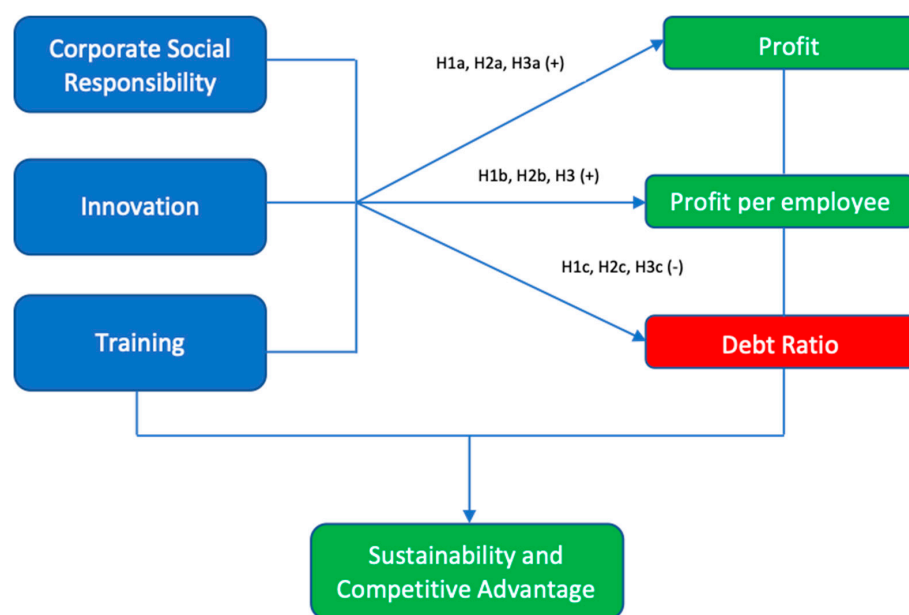 Corporate Social
Responsibility
Innovation
Training
H1a, H2a, H3a (+)
H1b, H2b, H3 (+)
H1c, H2c, H3c (-)
Profit
Profit per employee
Debt Ratio
Sustainability and
Competitive Advantage